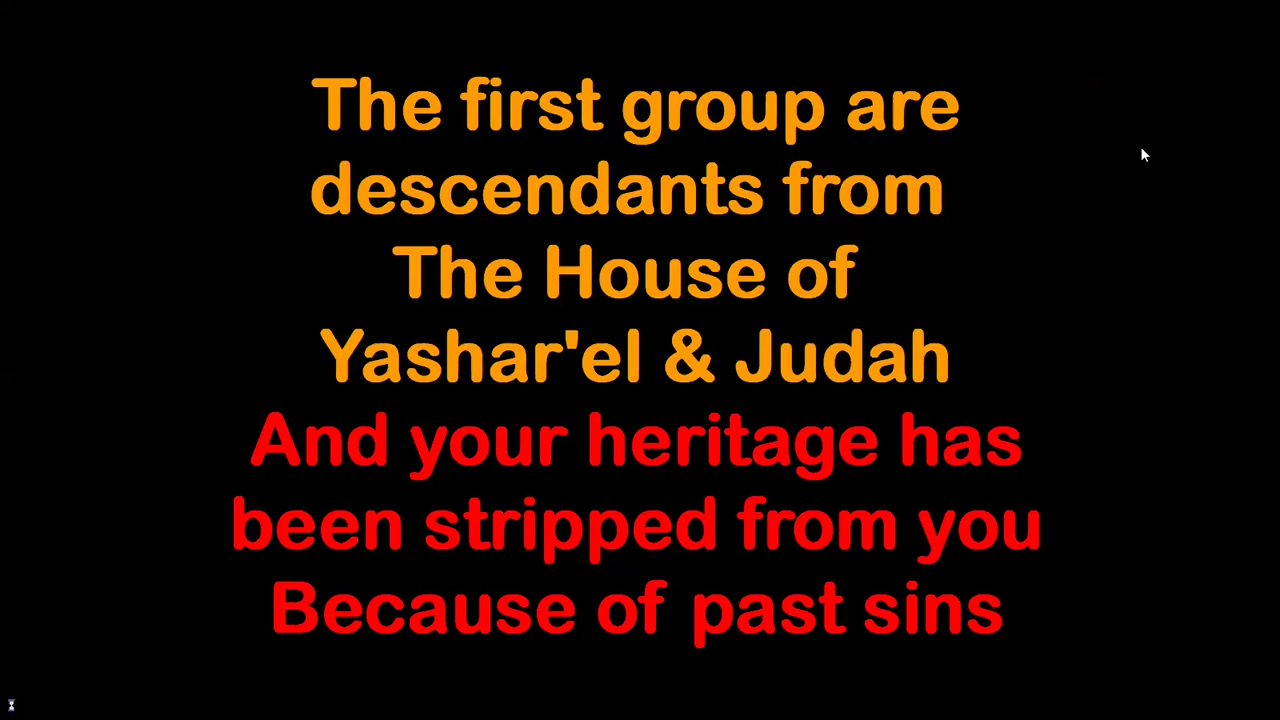 The first group are
descendants from
The House of
Yashar'el & Judah
And your heritage has
been stripped from you
Because of past sins